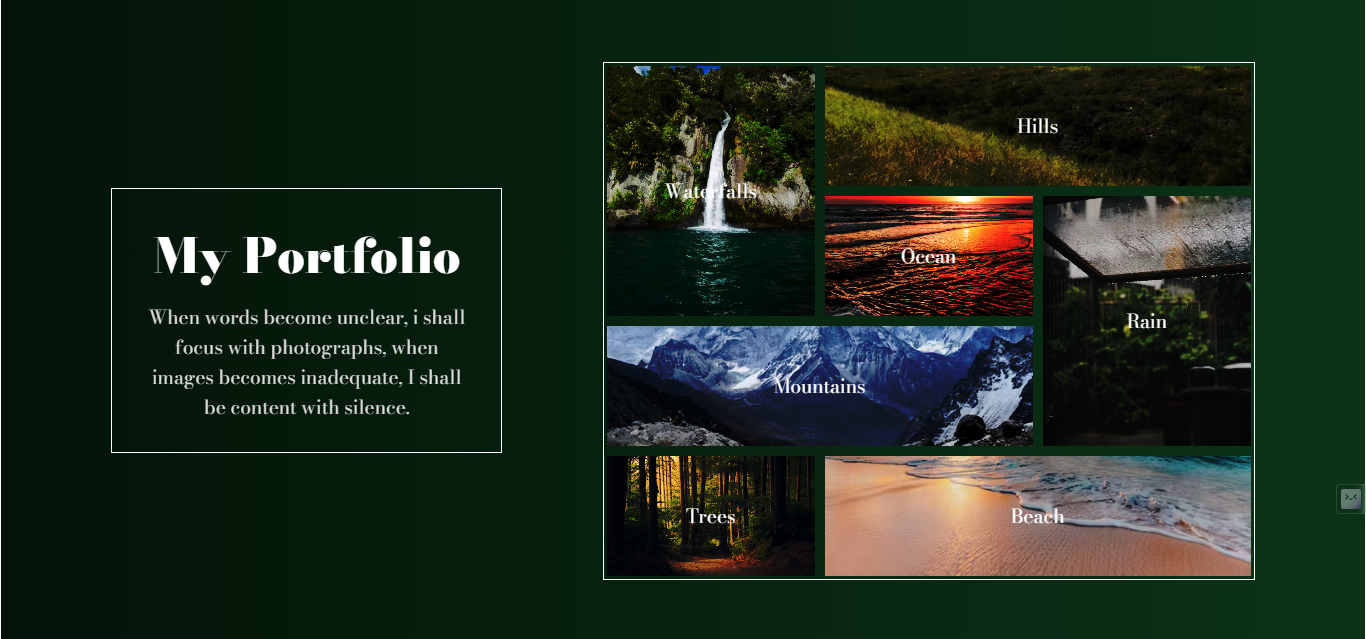 My Portfolio
When words become unclear, i shall
focus with photographs, when
images becomes inadequate, I shall
be content with silence.
Waterfalls
Hills
Ocean
Rain
Mountains
Trees
Beach